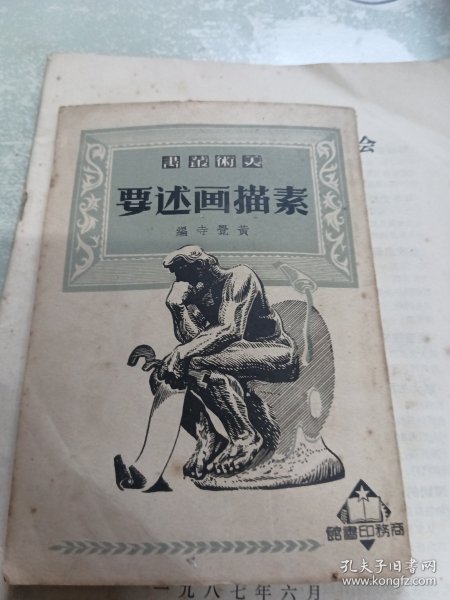 美術叢書
素描画述要
黃覺寺編
商務印書館
会
一九八七年六月
孔夫子旧书网
www.kongfz.com